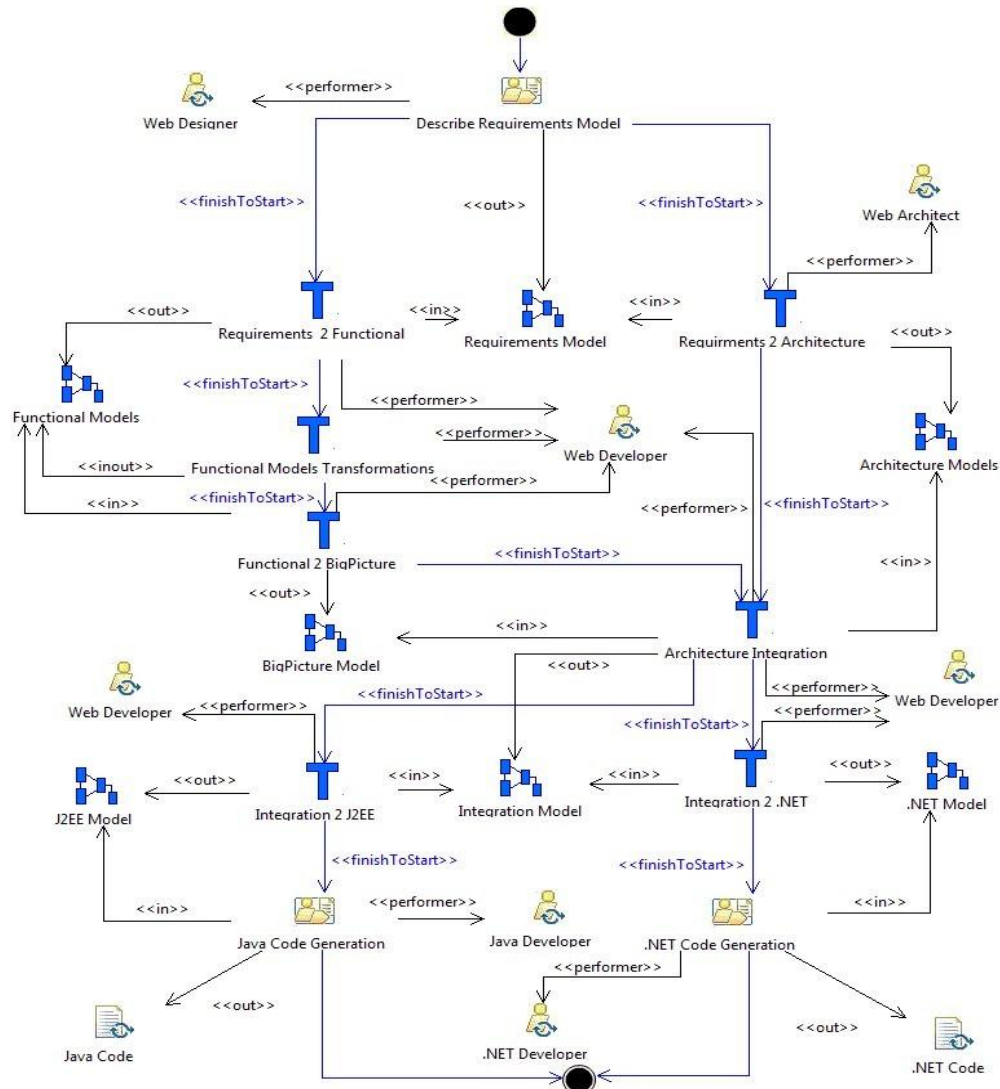 <<performer>>
Web Designer
Describe Requirements Model
<<finishToStart>>
<<out>>
<<finishToStart>>
Web Architect
<<performer>>
<<out>>
<<in>>
<<in>>
<<out>>
Requirements 2 Functional
Requirements Model
Requirments 2 Architecture
<<finishToStart>>
<<performer>>
Functional Models
<<performer>>
Web Developer
Architecture Models
<<inout>>
Functional Models Transformations
<<finishToStart>>
<<performer>>
<<in>>
<<performer>>
<<finishToStart>>
<<finishToStart>>
<<in>>
Functional 2 BigPicture
<<out>>
<<in>>
BigPicture Model
Architecture Integration
<<out>>
<<finishToStart>>
<<performer>>
Web Developer
<<performer>>
Web Developer
<<performer>>
<<finishToStart>>
<<out>>
<<in>>
<<in>>
<<out>>
J2EE Model
Integration 2 J2EE
Integration Model
Integration 2 .NET
.NET Model
<<finishToStart>>
<<finishToStart>>
<<in>>
<<performer>>
<<in>>
Java Code Generation
Java Developer
.NET Code Generation
<<performer>>
<<out>>
<<out>>
Java Code
.NET Developer
.NET Code